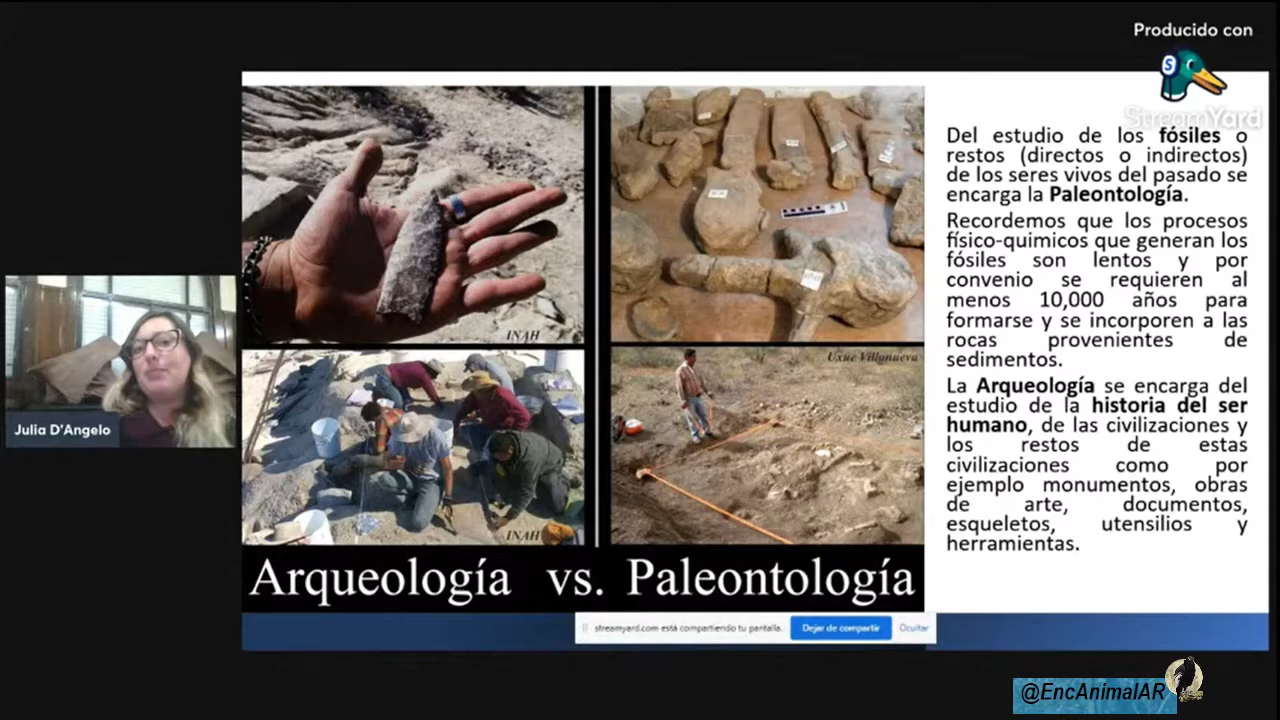 Producido con
StreamYard
Del estudio de los fósiles o
restos (directos o indirectos)
de los seres vivos del pasado se
encarga la Paleontología.
Recordemos que los procesos
físico-quimicos que generan los
fósiles son lentos y por
convenio se requieren al
menos 10,000 años para
formarse y se incorporen a las
rocas provenientes de
sedimentos.
La Arqueología se encarga del
estudio de la historia del ser
humano, de las civilizaciones y
los restos de estas
civilizaciones como por
ejemplo monumentos, obras
de arte, documentos,
esqueletos, utensilios y
herramientas.
INAH
Uxue Villanueva
INAH
Julia D'Angelo
Arqueología vs. Paleontología
streamyard.com está compartiendo tu pantalla.
Dejar de compartir
Ocultar
@EncAnimalAR